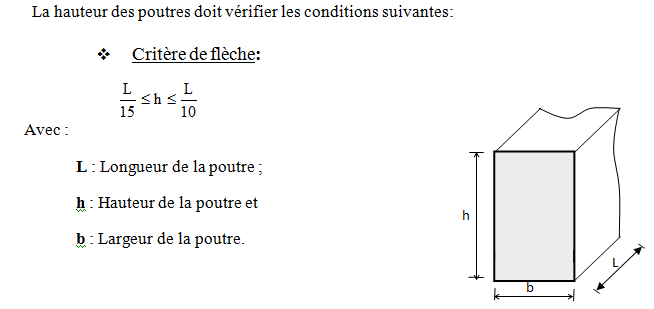 La hauteur des poutres doit vérifier les conditions suivantes:
❖ Critère de flèche:
L/15 ≤ h ≤ L/10
Avec :
L : Longueur de la poutre ;
h : Hauteur de la poutre et
b : Largeur de la poutre.
h
L
b